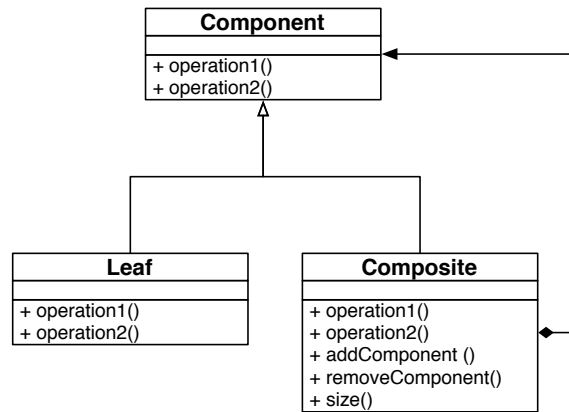 Component
+ operation1()
+ operation2()
Leaf
+ operation1()
+ operation2()
Composite
+ operation1()
+ operation2()
+ addComponent ()
+ removeComponent()
+ size()